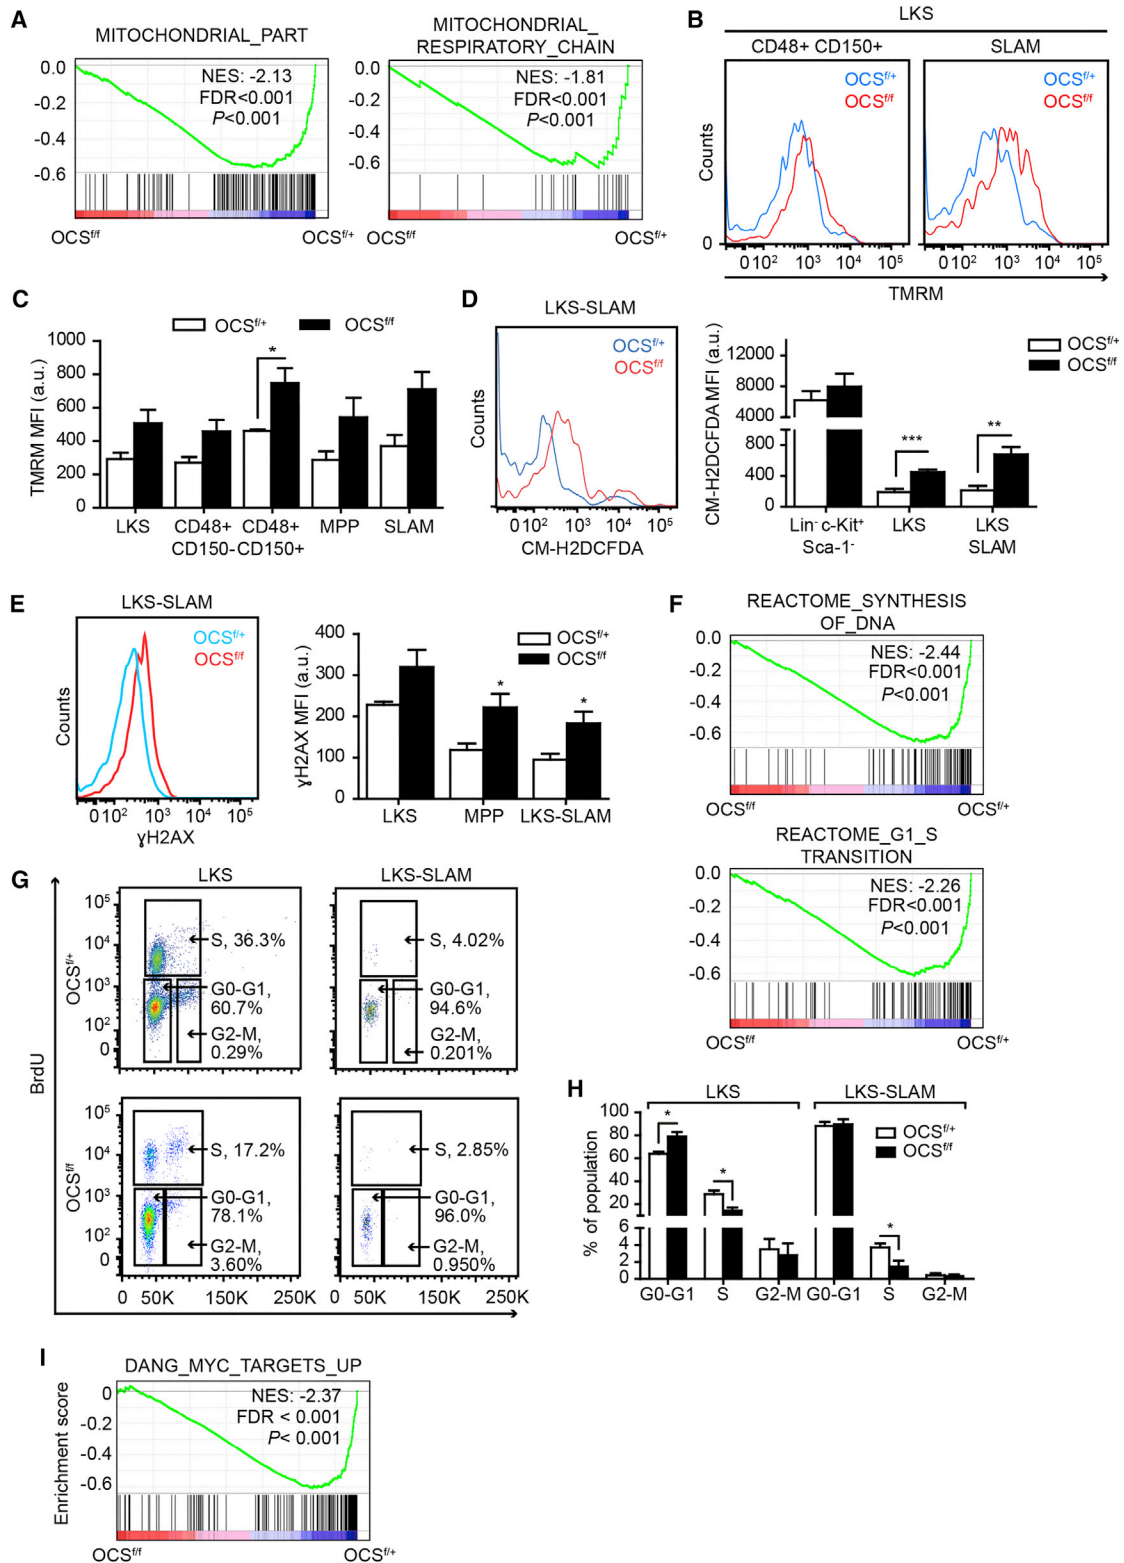 A
MITOCHONDRIAL_PART
0.0
-0.2
-0.4
-0.6
NES: -2.13
FDR<0.001
P<0.001
OCSf/f
OCSf/+
MITOCHONDRIAL_
RESPIRATORY_CHAIN
0.0
-0.2
-0.4
-0.6
NES: -1.81
FDR<0.001
P<0.001
OCSf/f
OCSf/+
B
LKS
CD48+ CD150+
SLAM
OCSf/+
OCSf/f
OCSf/+
OCSf/f
Counts
0
0 10² 10³ 10⁴ 10⁵
0 10² 10³ 10⁴ 10⁵
TMRM
C
OCSf/+
OCSf/f
TMRM MFI (a.u.)
1000
800
600
400
200
0
*
LKS
CD48+
CD150-
CD48+
CD150+
MPP
SLAM
D
LKS-SLAM
OCSf/+
OCSf/f
Counts
0 10² 10³ 10⁴ 10⁵
CM-H2DCFDA
CM-H2DCFDA MFI (a.u.)
12000
8000
4000
800
400
0
OCSf/+
OCSf/f
***
**
Lin⁻ c-Kit⁺
Sca-1⁻
LKS
LKS
SLAM
E
LKS-SLAM
OCSf/+
OCSf/f
Counts
0 10² 10³ 10⁴ 10⁵
ɣH2AX
ɣH2AX MFI (a.u.)
400
300
200
100
0
OCSf/+
OCSf/f
*
*
LKS
MPP
LKS-SLAM
F
REACTOME_SYNTHESIS
OF_DNA
0.0
-0.2
-0.4
-0.6
NES: -2.44
FDR<0.001
P<0.001
OCSf/f
OCSf/+
REACTOME_G1_S
TRANSITION
0.0
-0.2
-0.4
-0.6
NES: -2.26
FDR<0.001
P<0.001
OCSf/f
OCSf/+
G
LKS
LKS-SLAM
BrdU
OCSf/+
10⁵
10⁴
10³
10²
0
S, 36.3%
G0-G1,
60.7%
G2-M,
0.29%
S, 4.02%
G0-G1,
94.6%
G2-M,
0.201%
OCSf/f
10⁵
10⁴
10³
10²
0
S, 17.2%
G0-G1,
78.1%
G2-M,
3.60%
S, 2.85%
G0-G1,
96.0%
G2-M,
0.950%
0 50K 150K 250K
0 50K 150K 250K
H
LKS
LKS-SLAM
% of population
100
80
60
40
20
6
4
2
0
*
*
*
OCSf/+
OCSf/f
G0-G1 S G2-M G0-G1 S G2-M
I
DANG_MYC_TARGETS_UP
Enrichment score
0
-0.2
-0.4
-0.6
NES: -2.37
FDR < 0.001
P< 0.001
OCSf/f
OCSf/+